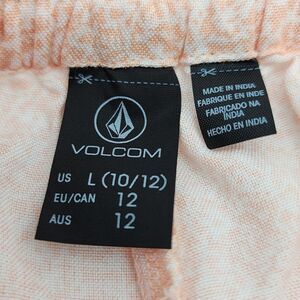 VOLCOM
US L (10/12)
EU/CAN 12
AUS 12
MADE IN INDIA
FABRIQUE EN INDE
FABRICADO NA
INDIA
HECHO EN INDIA